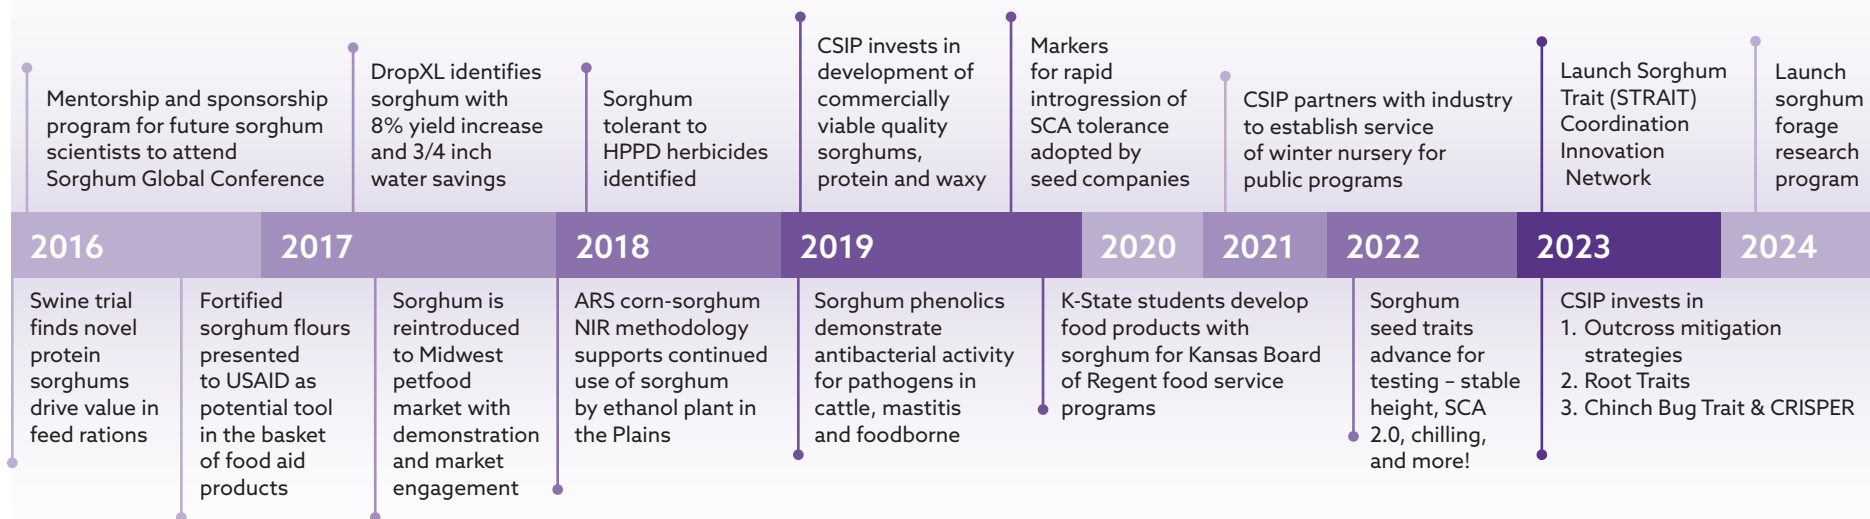 Mentorship and sponsorship
program for future sorghum
scientists to attend
Sorghum Global Conference
DropXL identifies
sorghum with
8% yield increase
and 3/4 inch
water savings
Sorghum
tolerant to
HPPD herbicides
identified
CSIP invests in
development of
commercially
viable quality
sorghums,
protein and waxy
Markers
for rapid
introgression of
SCA tolerance
adopted by
seed companies
CSIP partners with industry
to establish service
of winter nursery for
public programs
Launch Sorghum
Trait (STRAIT)
Coordination
Innovation
Network
Launch
sorghum
forage
research
program
2016
2017
2018
2019
2020
2021
2022
2023
2024
Swine trial
finds novel
protein
sorghums
drive value in
feed rations
Fortified
sorghum flours
presented
to USAID as
potential tool
in the basket
of food aid
products
Sorghum is
reintroduced
to Midwest
petfood
market with
demonstration
and market
engagement
ARS corn-sorghum
NIR methodology
supports continued
use of sorghum
by ethanol plant in
the Plains
Sorghum phenolics
demonstrate
antibacterial activity
for pathogens in
cattle, mastitis
and foodborne
K-State students develop
food products with
sorghum for Kansas Board
of Regent food service
programs
Sorghum
seed traits
advance for
testing – stable
height, SCA
2.0, chilling,
and more!
CSIP invests in
1. Outcross mitigation
strategies
2. Root Traits
3. Chinch Bug Trait & CRISPER